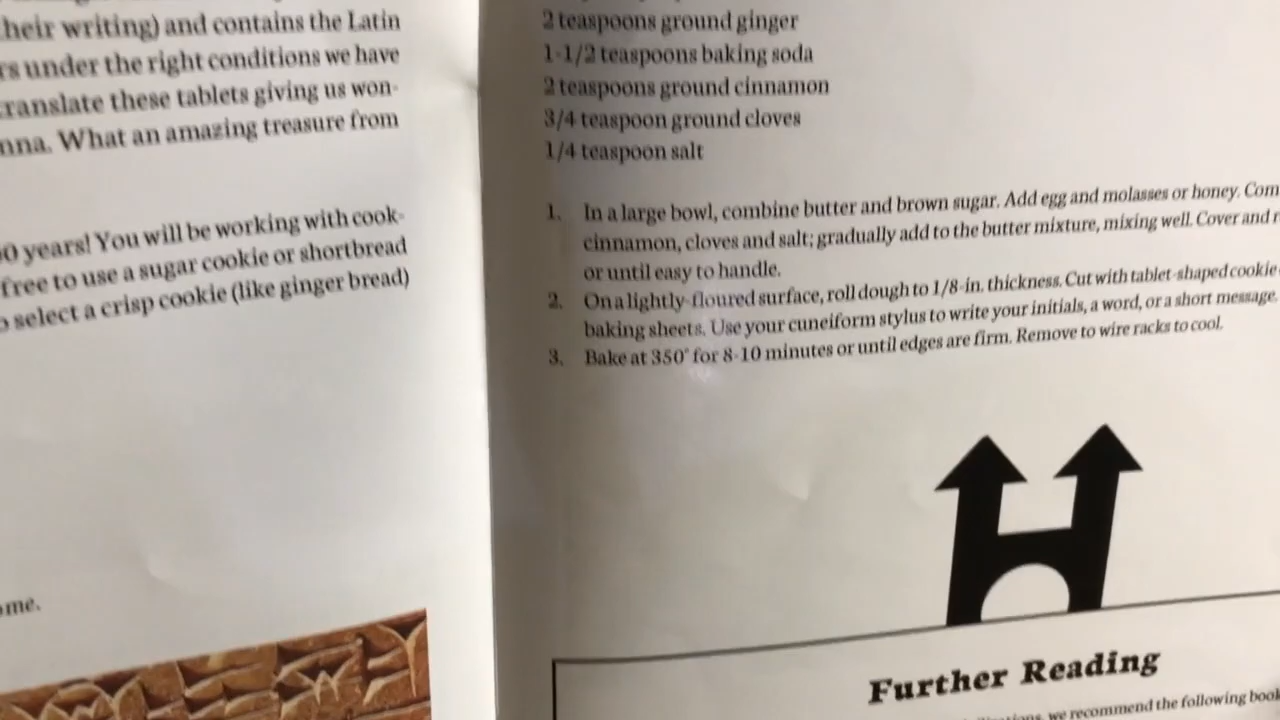 their writing) and contains the Latin
rs under the right conditions we have
translate these tablets giving us won-
nna. What an amazing treasure from
00 years! You will be working with cook-
free to use a sugar cookie or shortbread
o select a crisp cookie (like ginger bread)
ome.
2 teaspoons ground ginger
1-1/2 teaspoons baking soda
2 teaspoons ground cinnamon
3/4 teaspoon ground cloves
1/4 teaspoon salt
1. In a large bowl, combine butter and brown sugar. Add egg and molasses or honey. Com
cinnamon, cloves and salt; gradually add to the butter mixture, mixing well. Cover and r
or until easy to handle.
2. On a lightly-floured surface, roll dough to 1/8-in. thickness. Cut with tablet-shaped cookie
baking sheets. Use your cuneiform stylus to write your initials, a word, or a short message.
3. Bake at 350° for 8-10 minutes or until edges are firm. Remove to wire racks to cool.
Further Reading
we recommend the following book